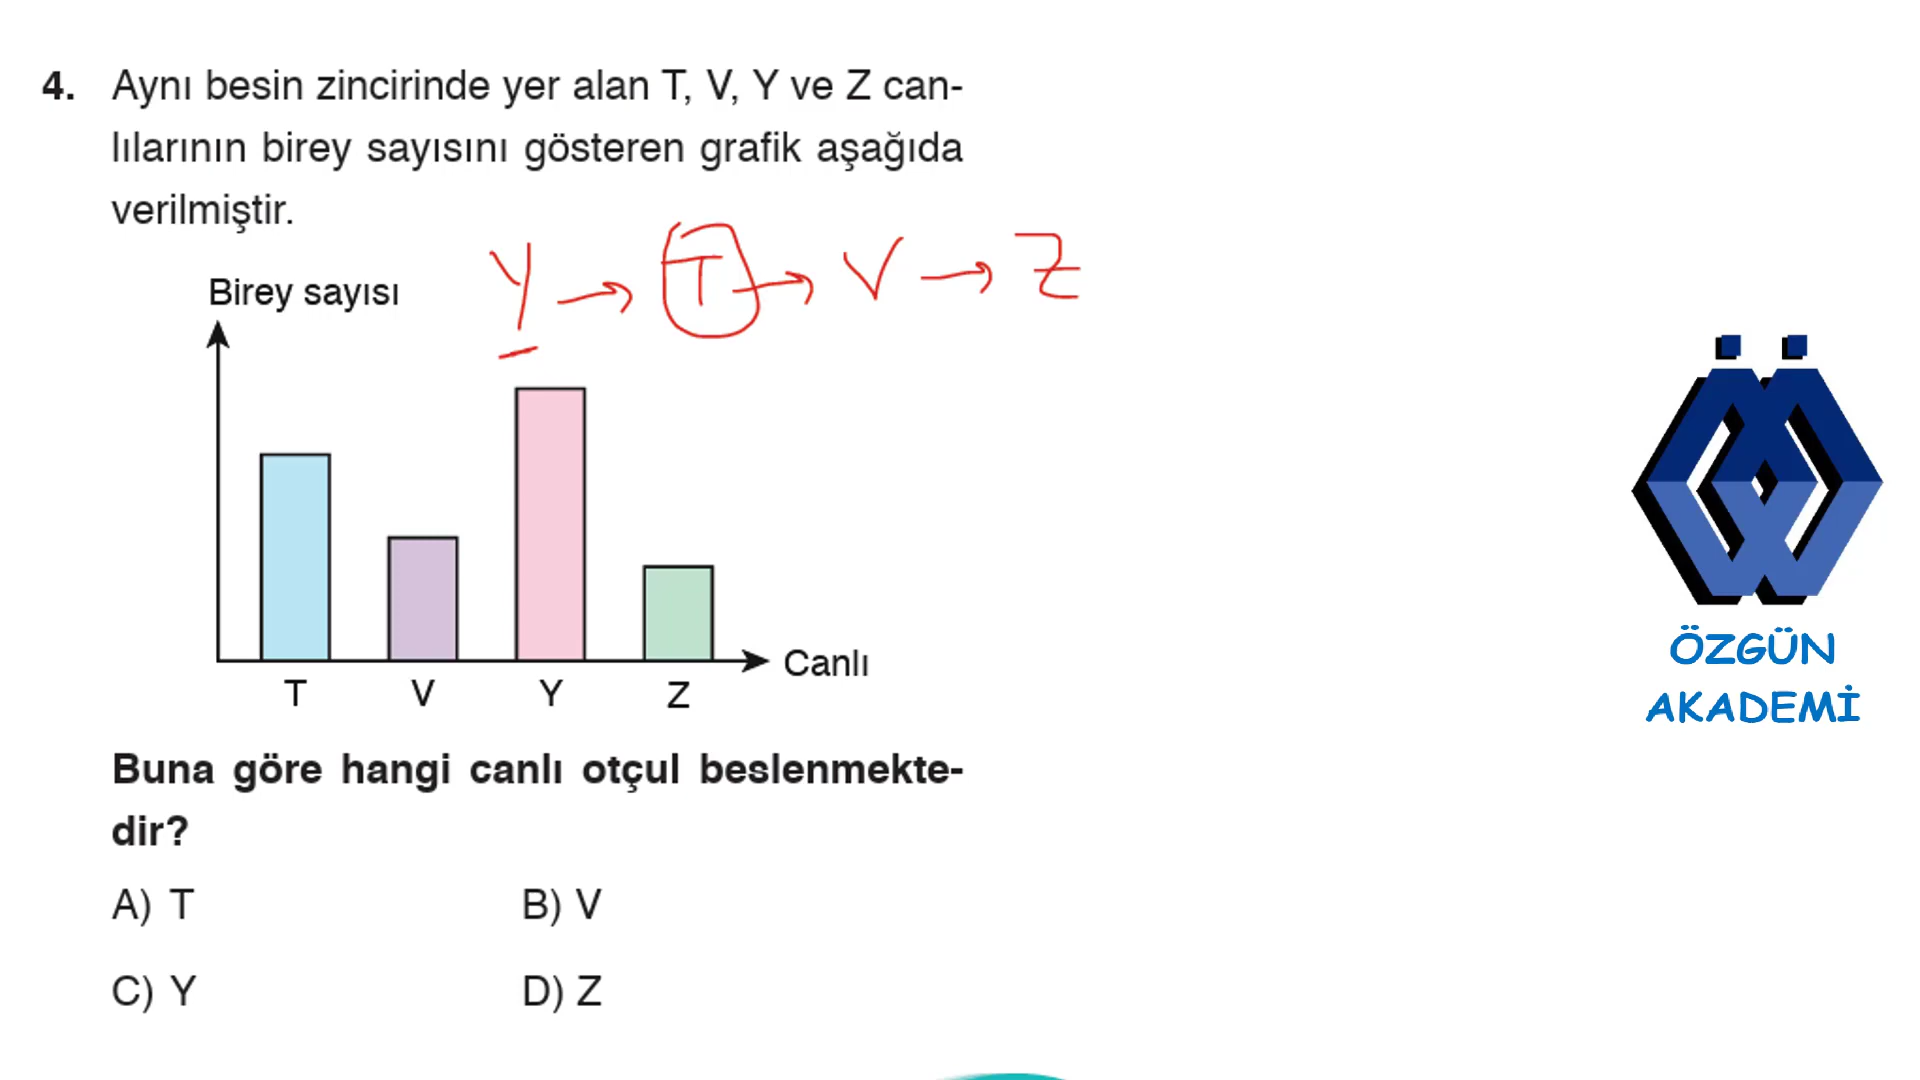 4. Aynı besin zincirinde yer alan T, V, Y ve Z can-
lılarının birey sayısını gösteren grafik aşağıda
verilmiştir.
Y → T → V → Z
Birey sayısı
Canlı
T V Y Z
Buna göre hangi canlı otçul beslenmekte-
dir?
A) T B) V
C) Y D) Z
ÖZGÜN
AKADEMİ